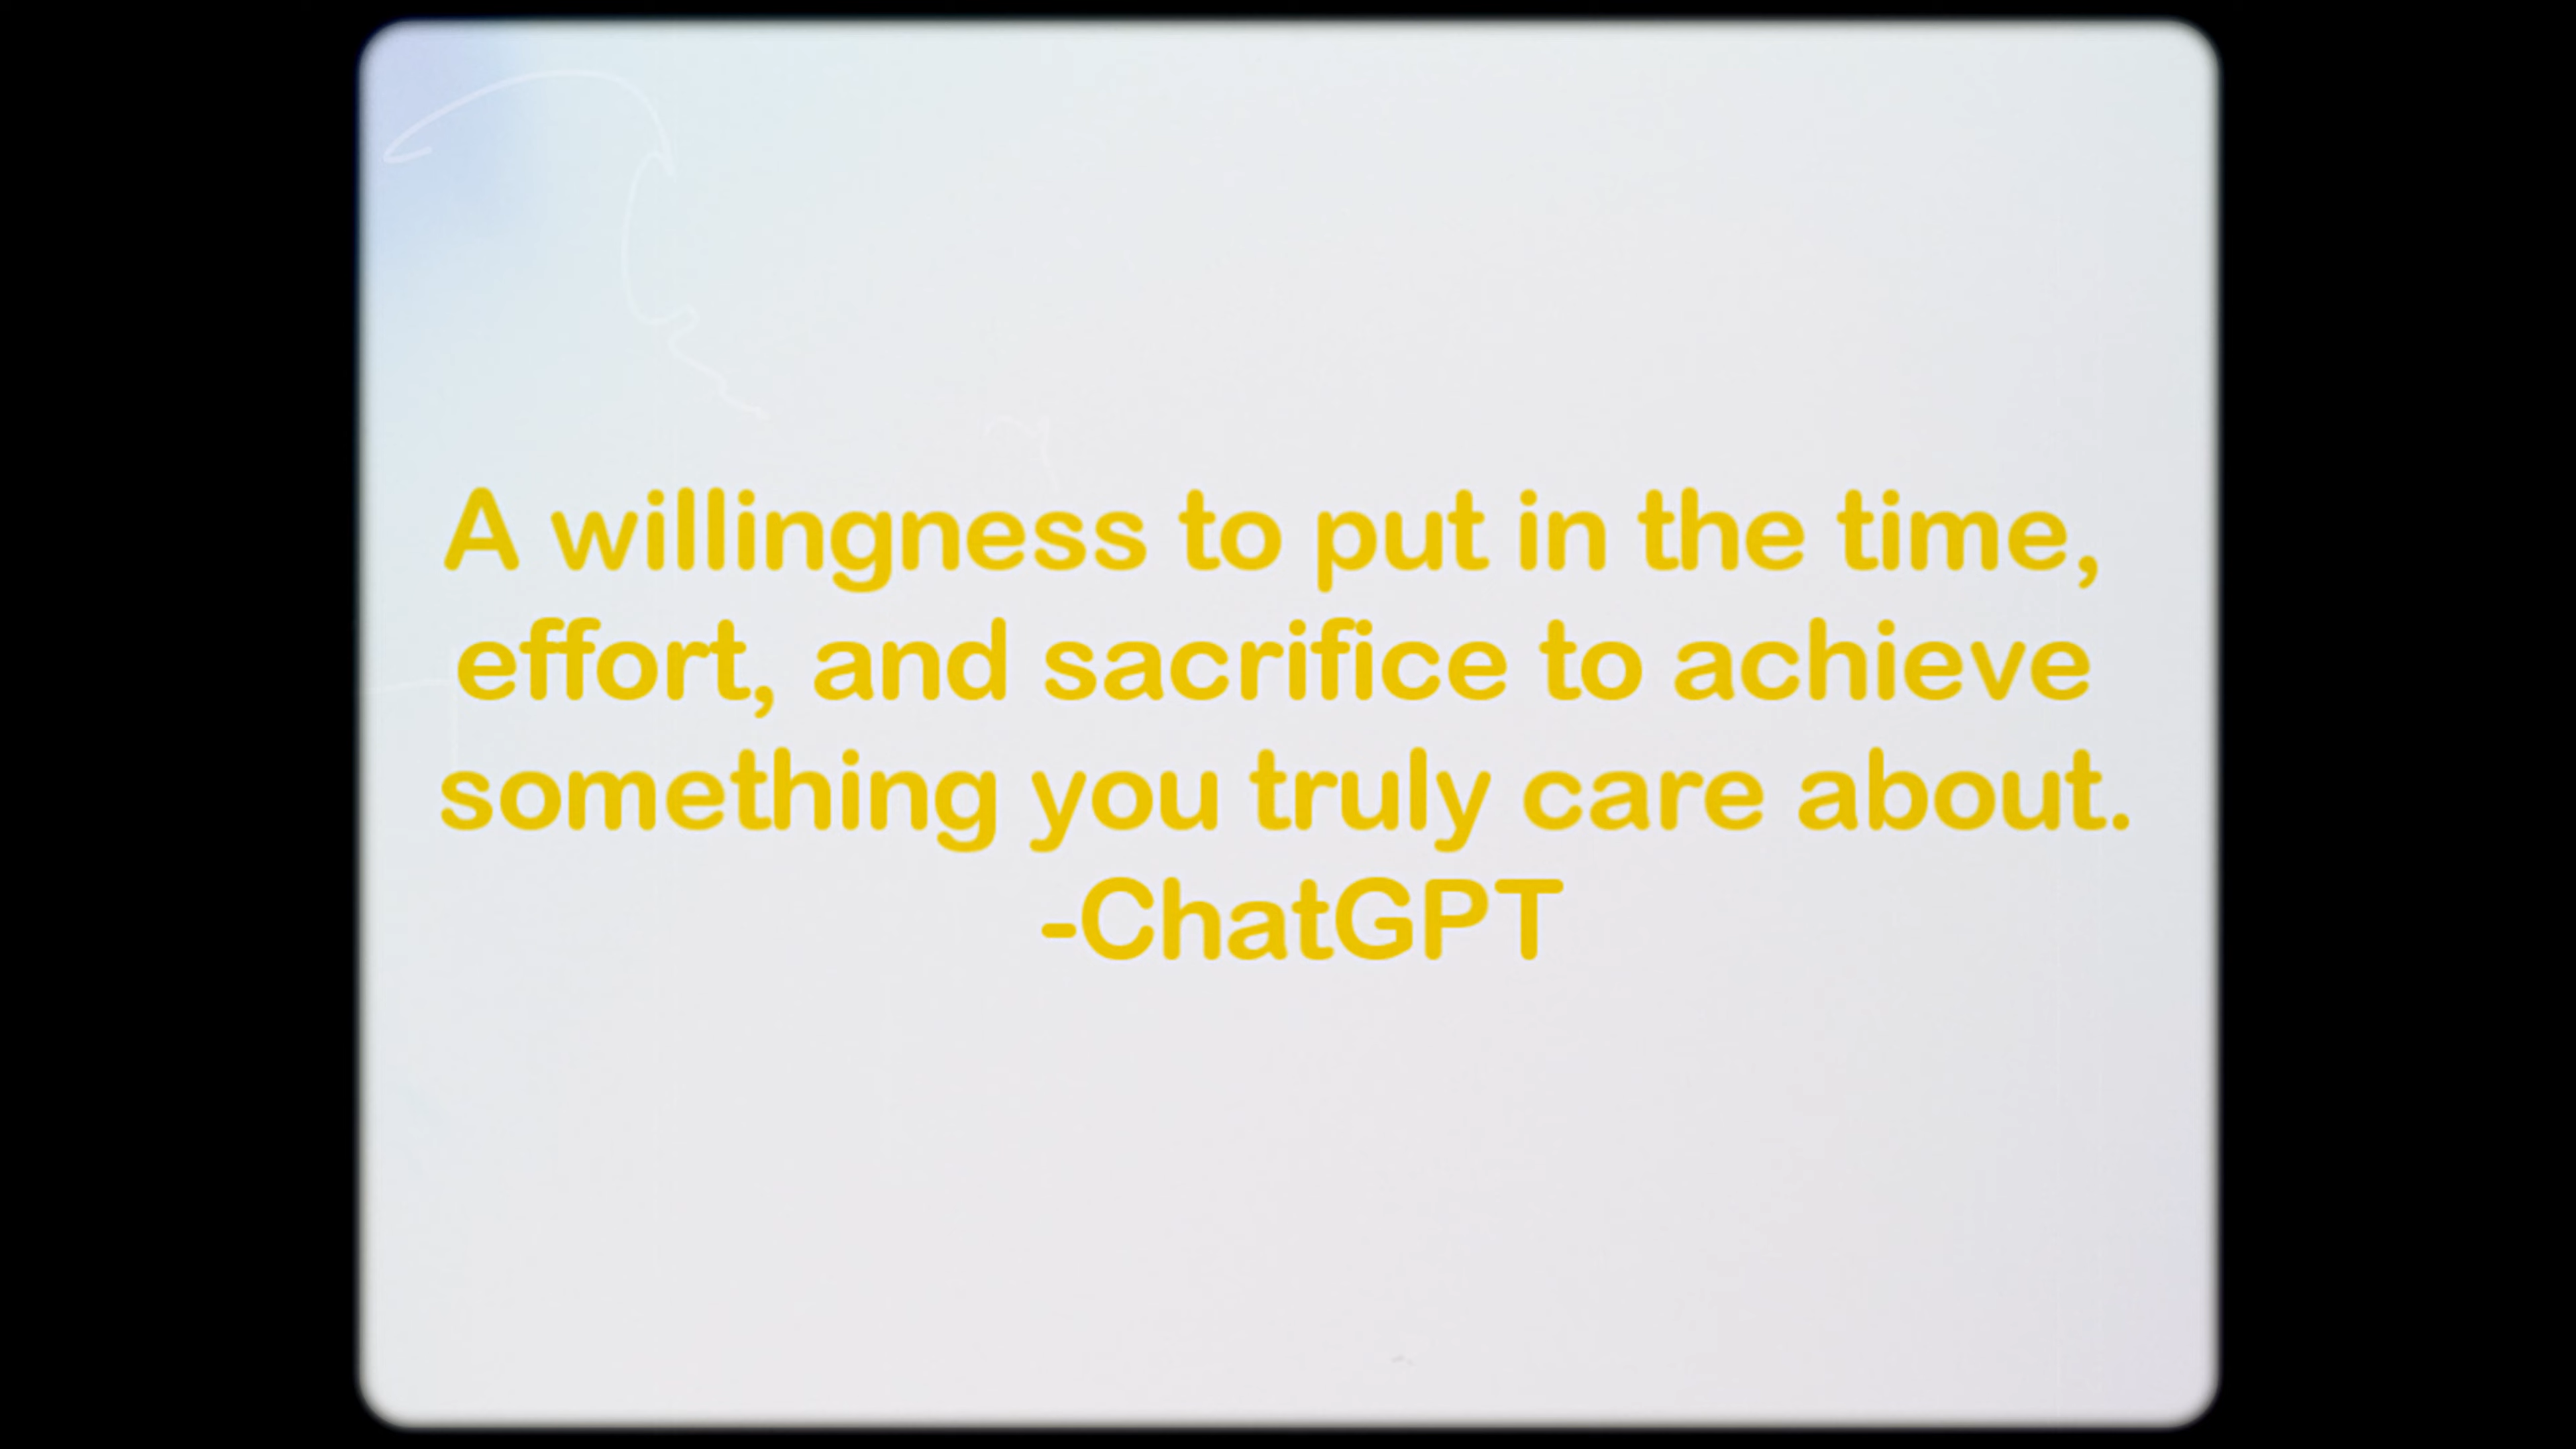 A willingness to put in the time,
effort, and sacrifice to achieve
something you truly care about.
-ChatGPT